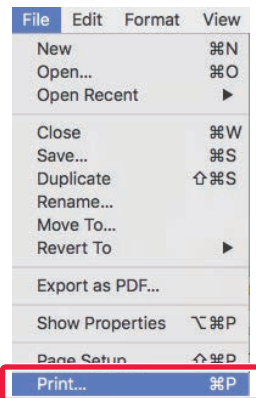 File Edit Format View
New ⌘N
Open... ⌘O
Open Recent ▶
Close ⌘W
Save... ⌘S
Duplicate ⇧⌘S
Rename...
Move To...
Revert To ▶
Export as PDF...
Show Properties ⌥⌘P
Page Setup ⇧⌘P
Print... ⌘P